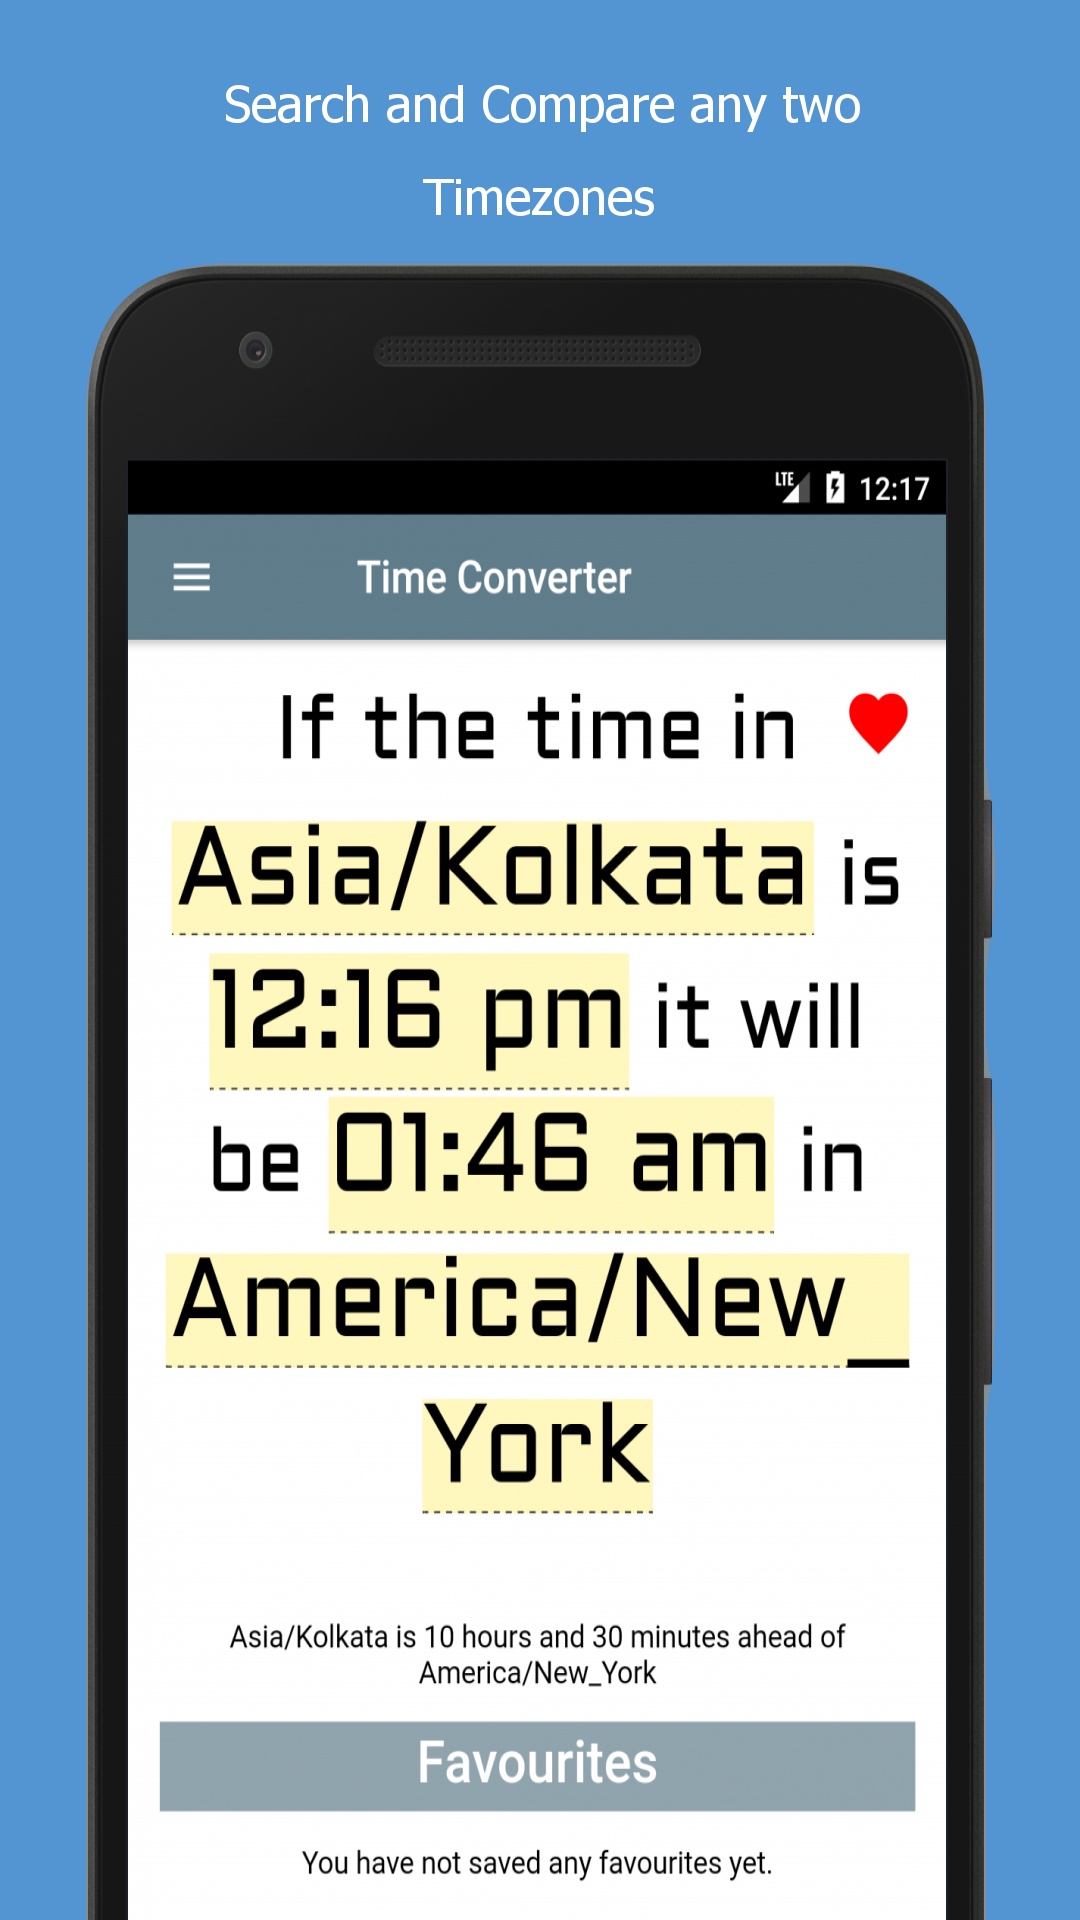 Search and Compare any two
Timezones
LTE 12:17
Time Converter
If the time in
Asia/Kolkata is
12:16 pm it will
be 01:46 am in
America/New_
York
Asia/Kolkata is 10 hours and 30 minutes ahead of
America/New_York
Favourites
You have not saved any favourites yet.